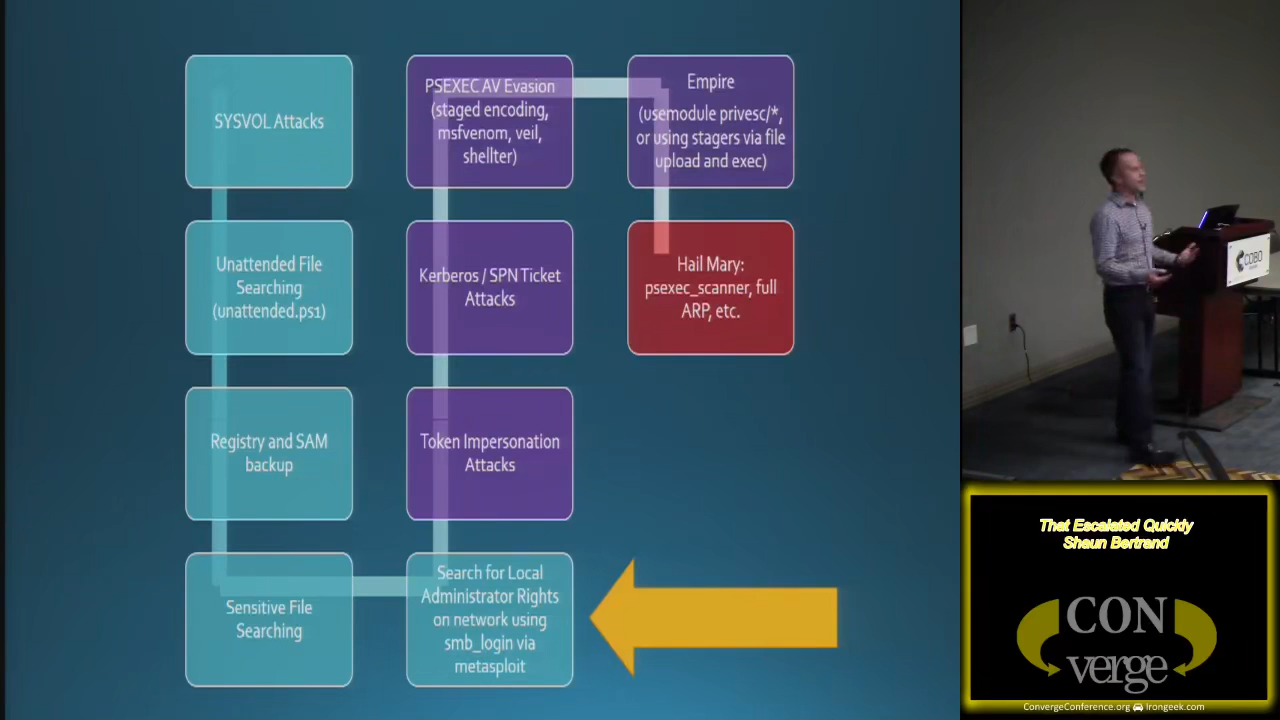 SYSVOL Attacks
Unattended File
Searching
(unattended.ps1)
Registry and SAM
backup
Sensitive File
Searching
Search for Local
Administrator Rights
on network using
smb_login via
metasploit
Token Impersonation
Attacks
Kerberos / SPN Ticket
Attacks
PSEXEC AV Evasion
(staged encoding,
msfvenom, veil,
shellter)
Empire
(usemodule privesc/*,
or using stagers via file
upload and exec)
Hail Mary:
psexec_scanner, full
ARP, etc.
COBO
That Escalated Quickly
Shaun Bertrand
CON
verge
ConvergeConference.org Irongeek.com